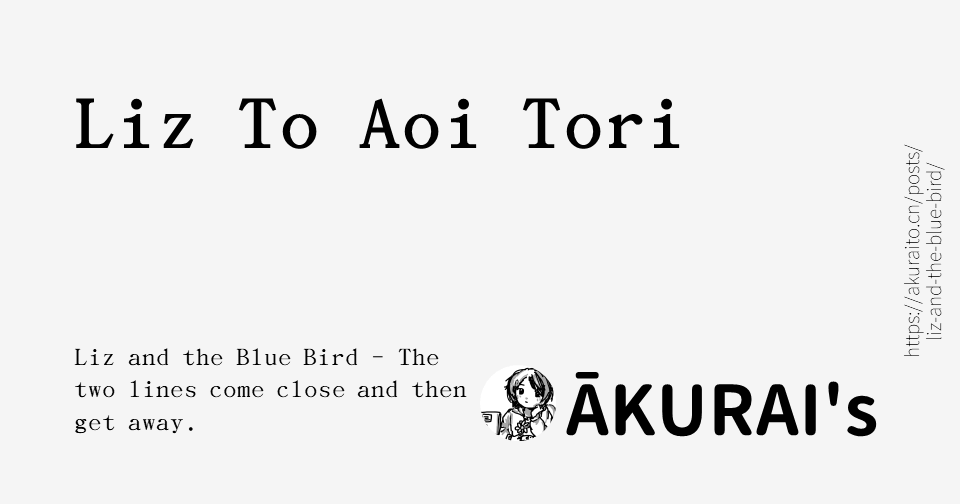 Liz To Aoi Tori
Liz and the Blue Bird - The
two lines come close and then
get away.
ĀKURAI's
https://akuraito.cn/posts/
liz-and-the-blue-bird/